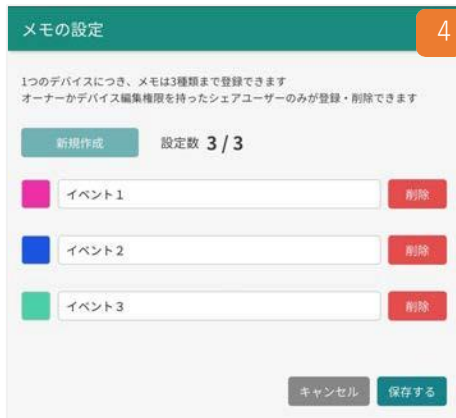 メモの設定
4
1つのデバイスにつき、メモは3種類まで登録できます
オーナーかデバイス編集権限を持ったシェアユーザーのみが登録・削除できます
新規作成 設定数 3 / 3
イベント1 削除
イベント2 削除
イベント3 削除
キャンセル 保存する